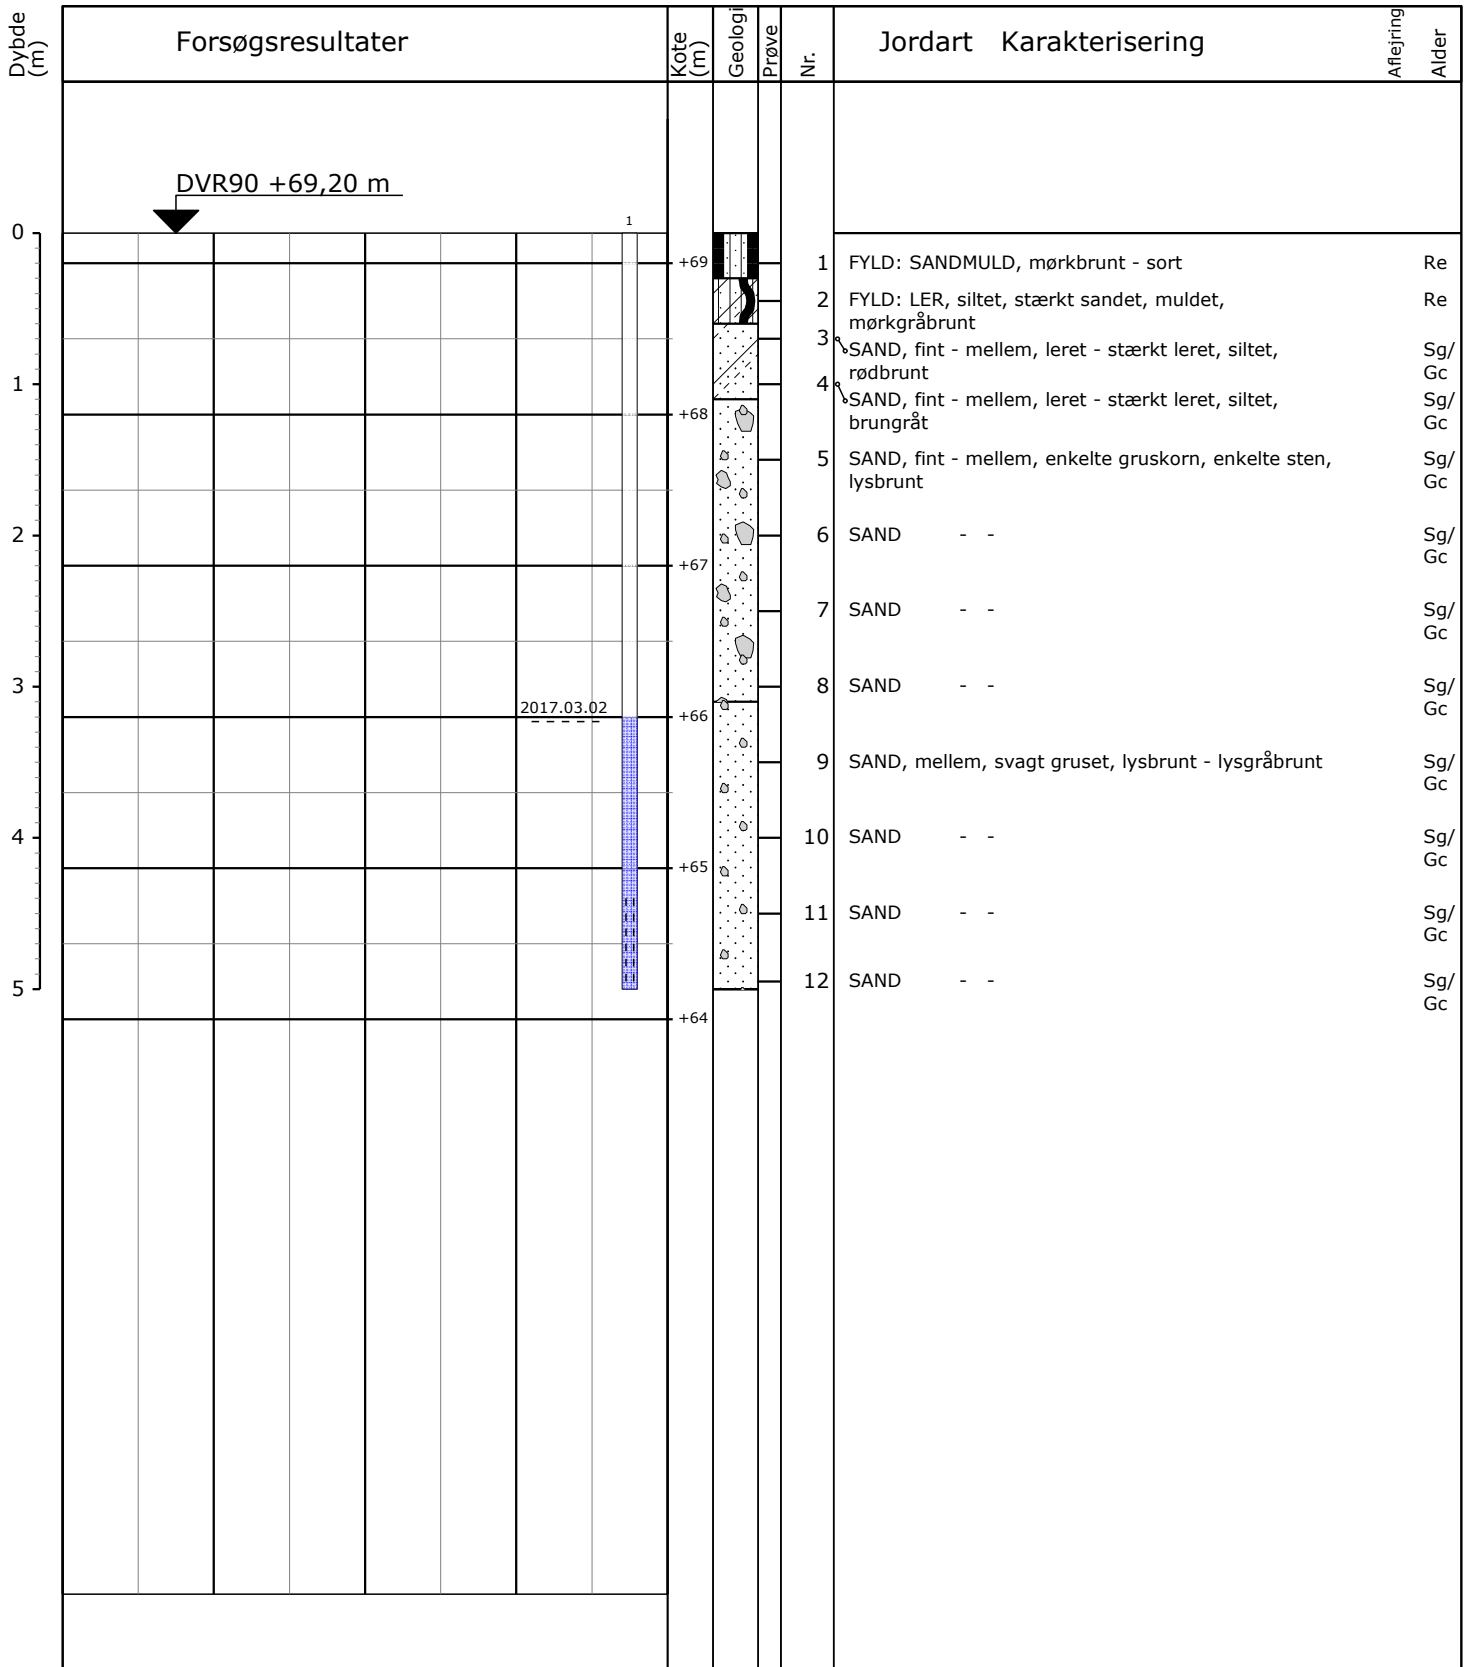 Dybde
(m)
Forsøgsresultater
Kote
(m)
Geologi
Prøve
Nr.
Jordart Karakterisering
Aflejring
Alder
DVR90 +69,20 m
0
1
+69
1 FYLD: SANDMULD, mørkbrunt - sort Re
2 FYLD: LER, siltet, stærkt sandet, muldet, Re
mørkgråbrunt
3 SAND, fint - mellem, leret - stærkt leret, siltet, Sg/
rødbrunt Gc
1
4 SAND, fint - mellem, leret - stærkt leret, siltet, Sg/
brungråt Gc
+68
5 SAND, fint - mellem, enkelte gruskorn, enkelte sten, Sg/
lysbrunt Gc
2
6 SAND - - Sg/
Gc
+67
7 SAND - - Sg/
Gc
3
8 SAND - - Sg/
Gc
2017.03.02
+66
9 SAND, mellem, svagt gruset, lysbrunt - lysgråbrunt Sg/
Gc
4
10 SAND - - Sg/
Gc
+65
11 SAND - - Sg/
Gc
5
12 SAND - - Sg/
Gc
+64